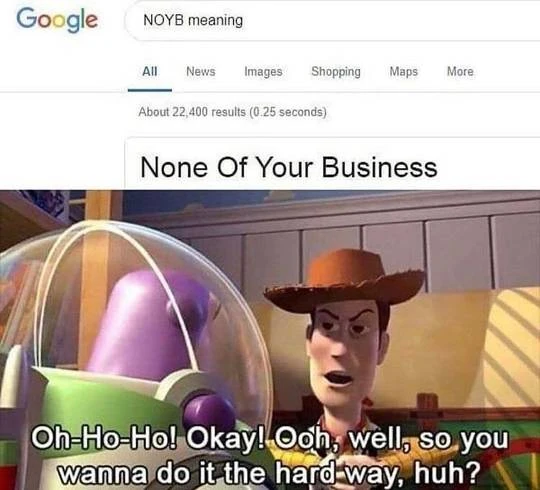 Google
NOYB meaning
All News Images Shopping Maps More
About 22,400 results (0.25 seconds)
None Of Your Business
Oh-Ho-Ho! Okay! Ooh, well, so you
wanna do it the hard way, huh?